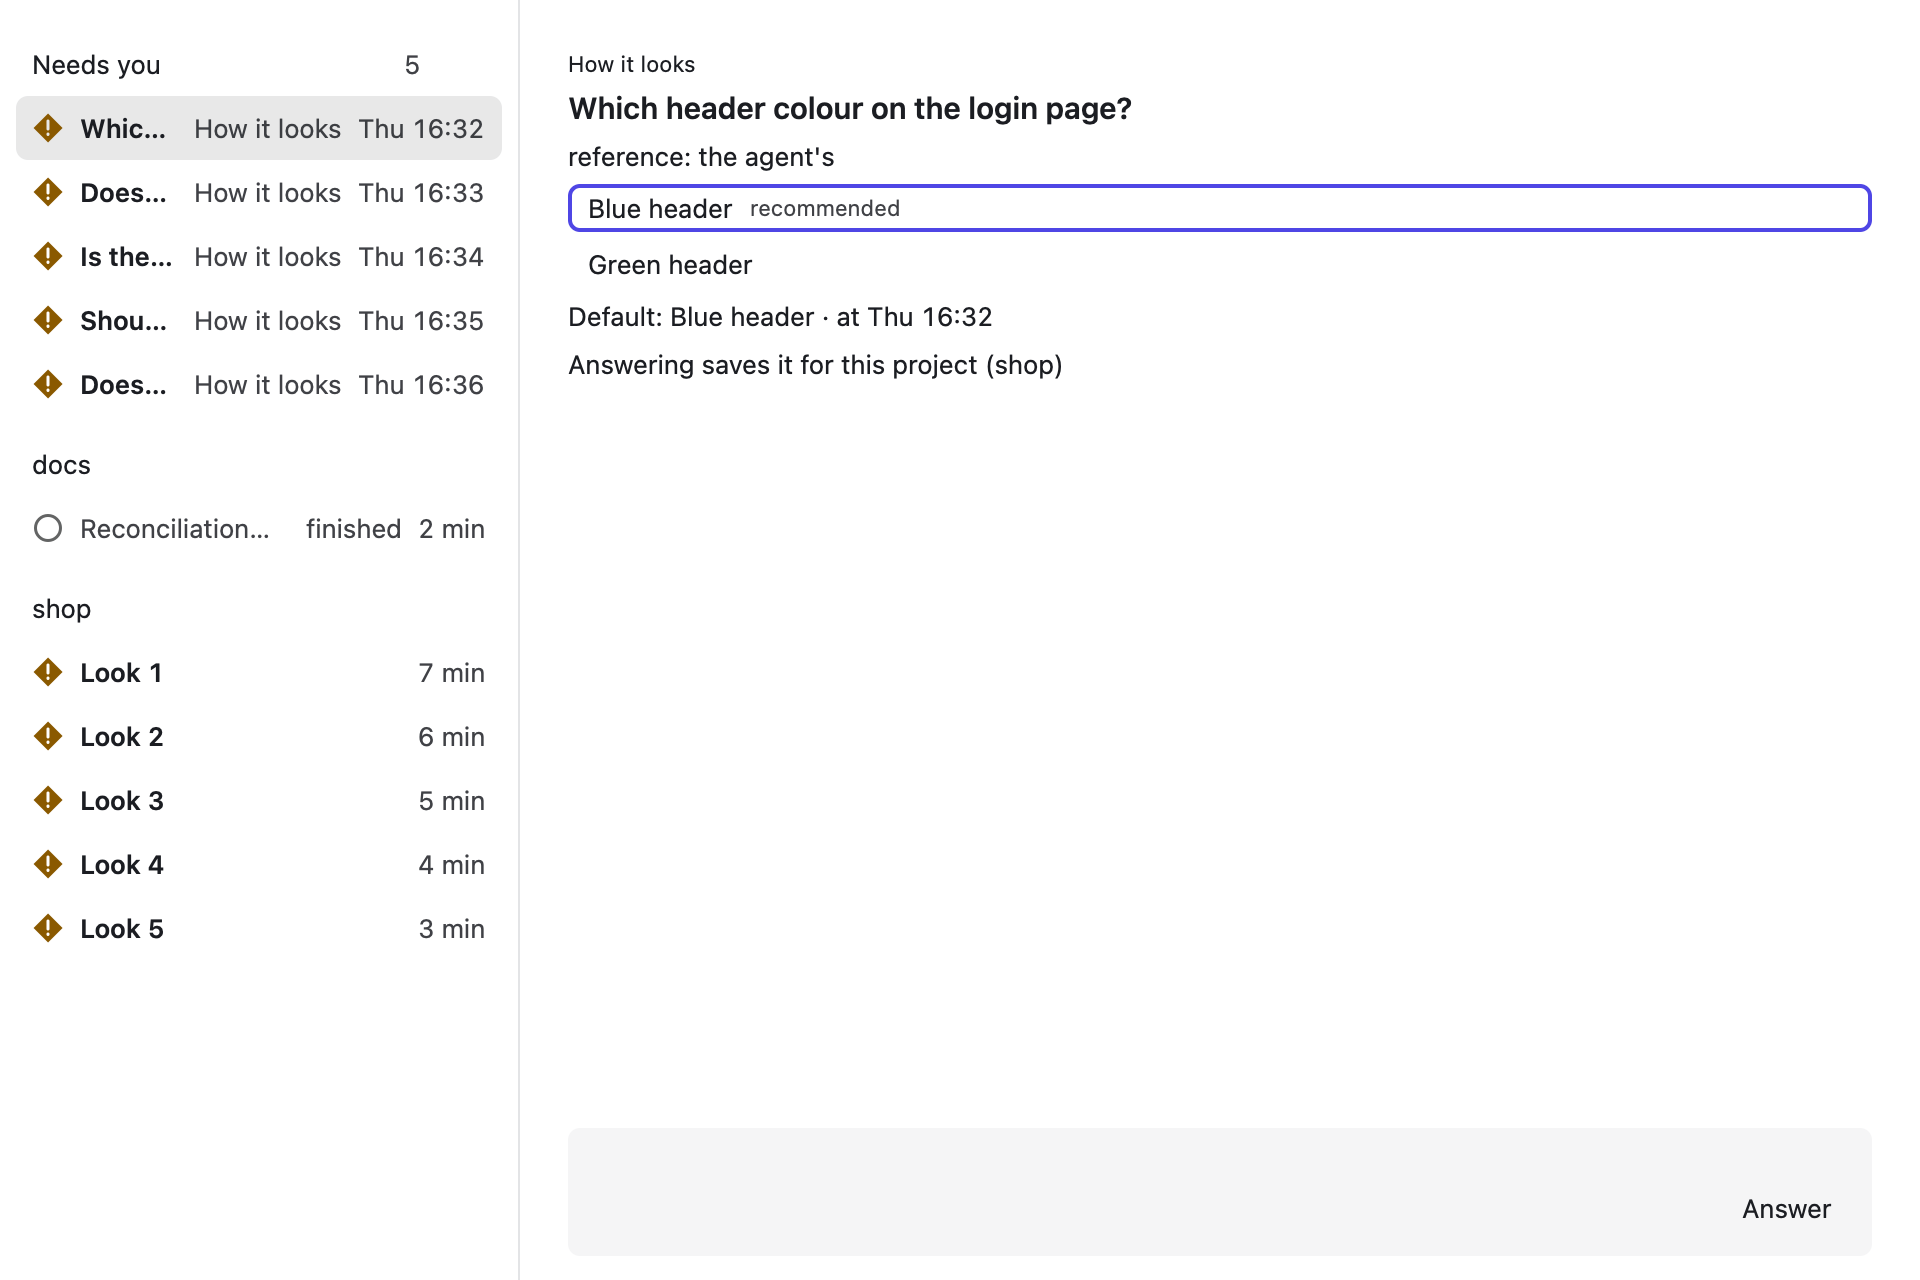 Needs you 5
Whic... How it looks Thu 16:32
Does... How it looks Thu 16:33
Is the... How it looks Thu 16:34
Shou... How it looks Thu 16:35
Does... How it looks Thu 16:36
docs
Reconciliation... finished 2 min
shop
Look 1 7 min
Look 2 6 min
Look 3 5 min
Look 4 4 min
Look 5 3 min
How it looks
Which header colour on the login page?
reference: the agent's
Blue header recommended
Green header
Default: Blue header · at Thu 16:32
Answering saves it for this project (shop)
Answer